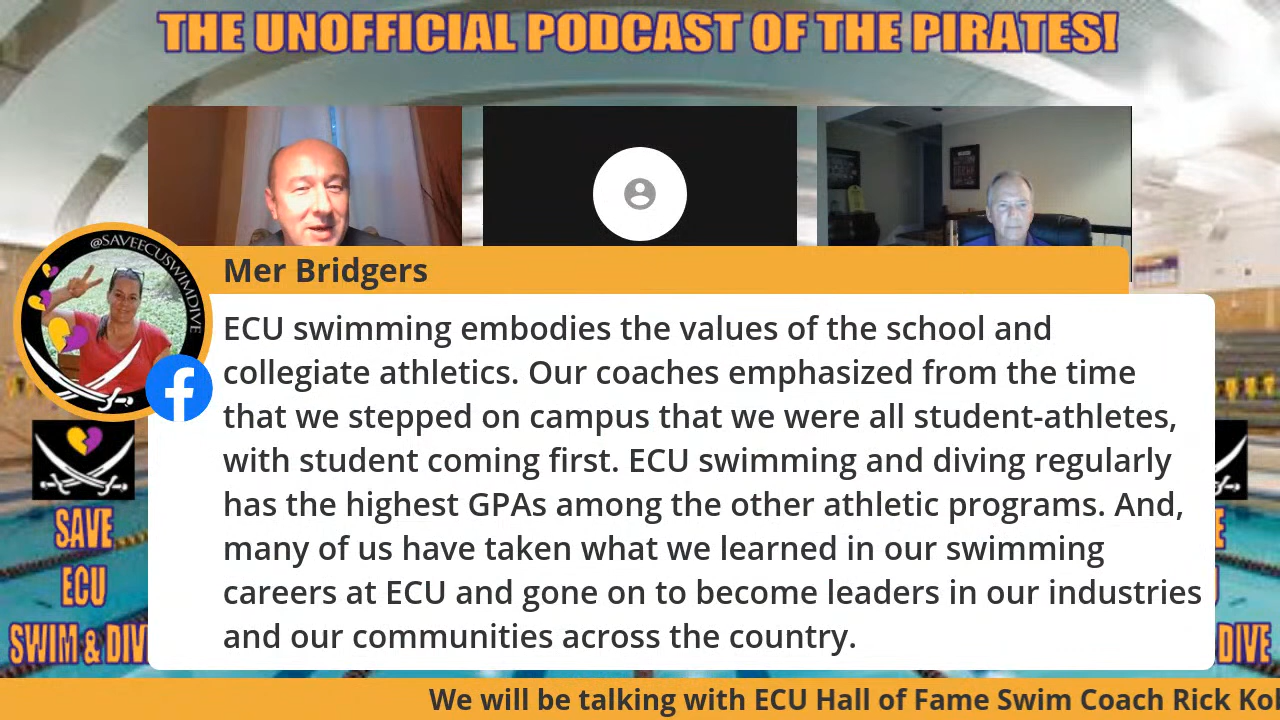 THE UNOFFICIAL PODCAST OF THE PIRATES!
@SAVEECUSWIMDIVE
Mer Bridgers
ECU swimming embodies the values of the school and
collegiate athletics. Our coaches emphasized from the time
that we stepped on campus that we were all student-athletes,
with student coming first. ECU swimming and diving regularly
has the highest GPAs among the other athletic programs. And,
many of us have taken what we learned in our swimming
careers at ECU and gone on to become leaders in our industries
and our communities across the country.
SAVE
ECU
SWIM & DIV
DIVE
We will be talking with ECU Hall of Fame Swim Coach Rick Ko